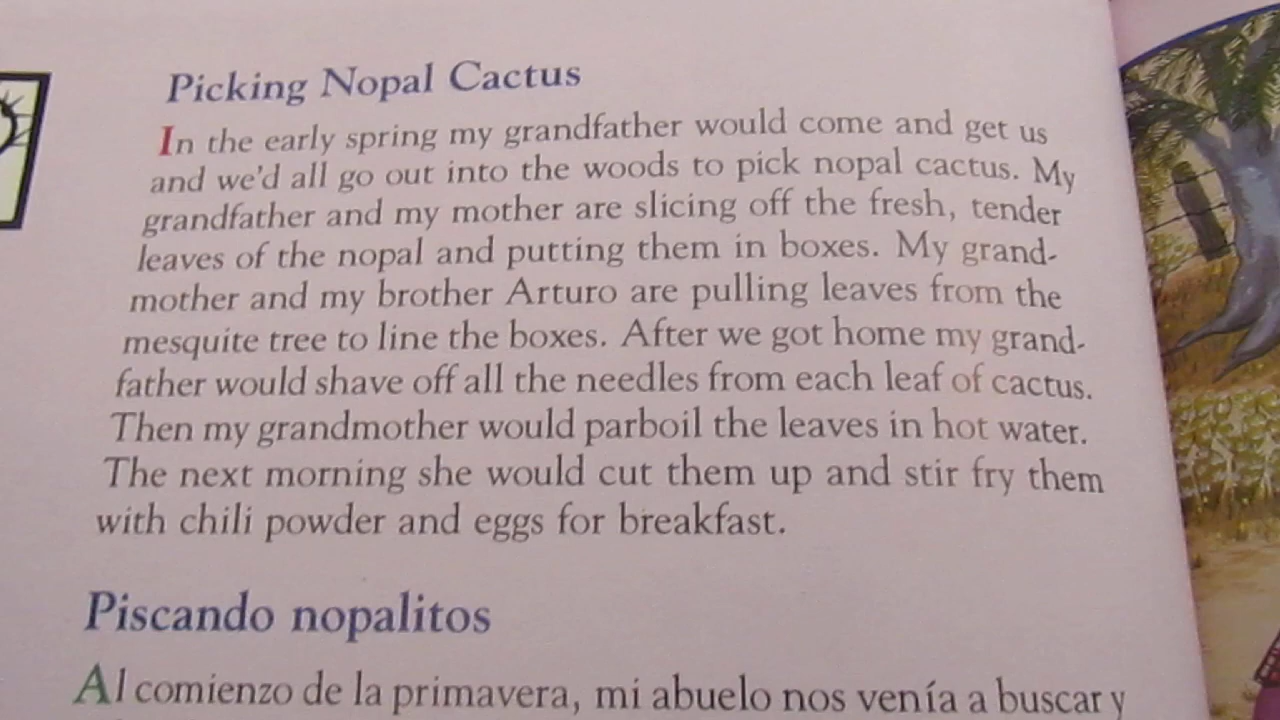 Picking Nopal Cactus
In the early spring my grandfather would come and get us
and we'd all go out into the woods to pick nopal cactus. My
grandfather and my mother are slicing off the fresh, tender
leaves of the nopal and putting them in boxes. My grand-
mother and my brother Arturo are pulling leaves from the
mesquite tree to line the boxes. After we got home my grand-
father would shave off all the needles from each leaf of cactus.
Then my grandmother would parboil the leaves in hot water.
The next morning she would cut them up and stir fry them
with chili powder and eggs for breakfast.
Piscando nopalitos
Al comienzo de la primavera, mi abuelo nos venía a buscar y